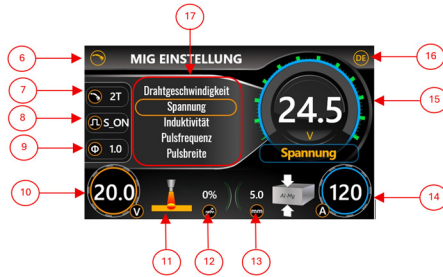 17
6
MIG EINSTELLUNG
DE
16
7
2T
Drahtgeschwindigkeit
15
8
S_ON
Spannung
24.5
V
Induktivität
9
Φ
1.0
Pulsfrequenz
Pulsbreite
Spannung
10
20.0
V
0%
5.0
mm
Al-Mg
120
A
14
11
12
13